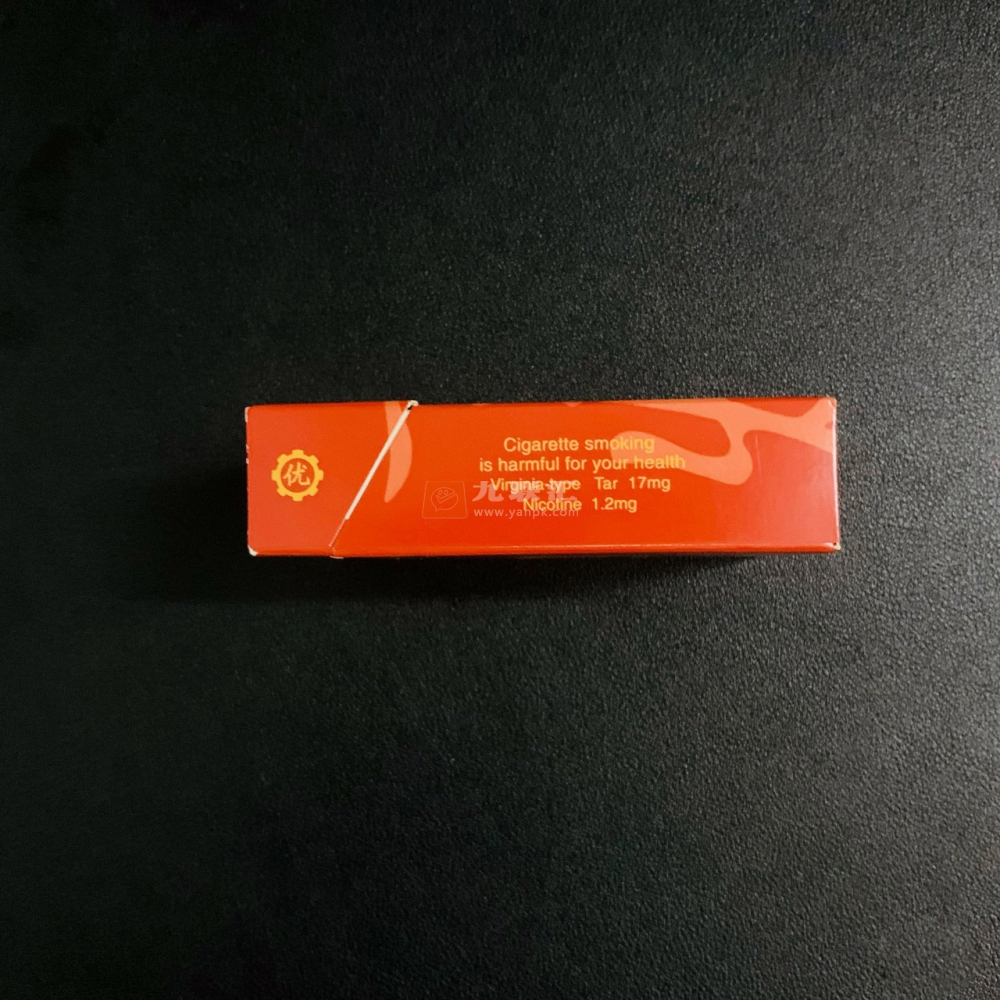 优
Cigarette smoking
is harmful for your health
Virginia-type Tar 17mg
Nicotine 1.2mg
www.yanpk.com